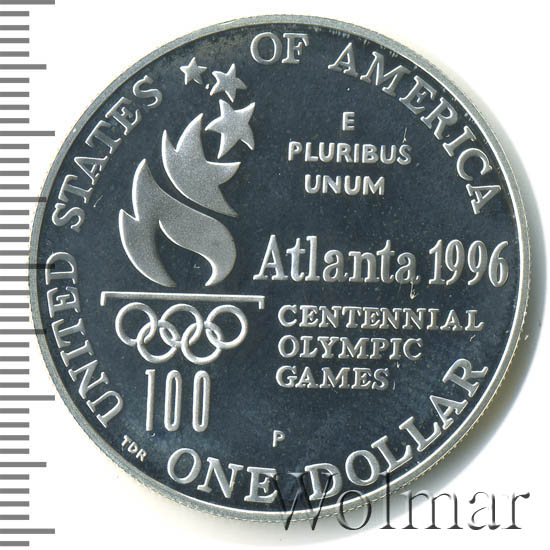 UNITED STATES OF AMERICA
E
PLURIBUS
UNUM
Atlanta 1996
CENTENNIAL
OLYMPIC
GAMES
100
P
TDR
ONE DOLLAR
Wolmar